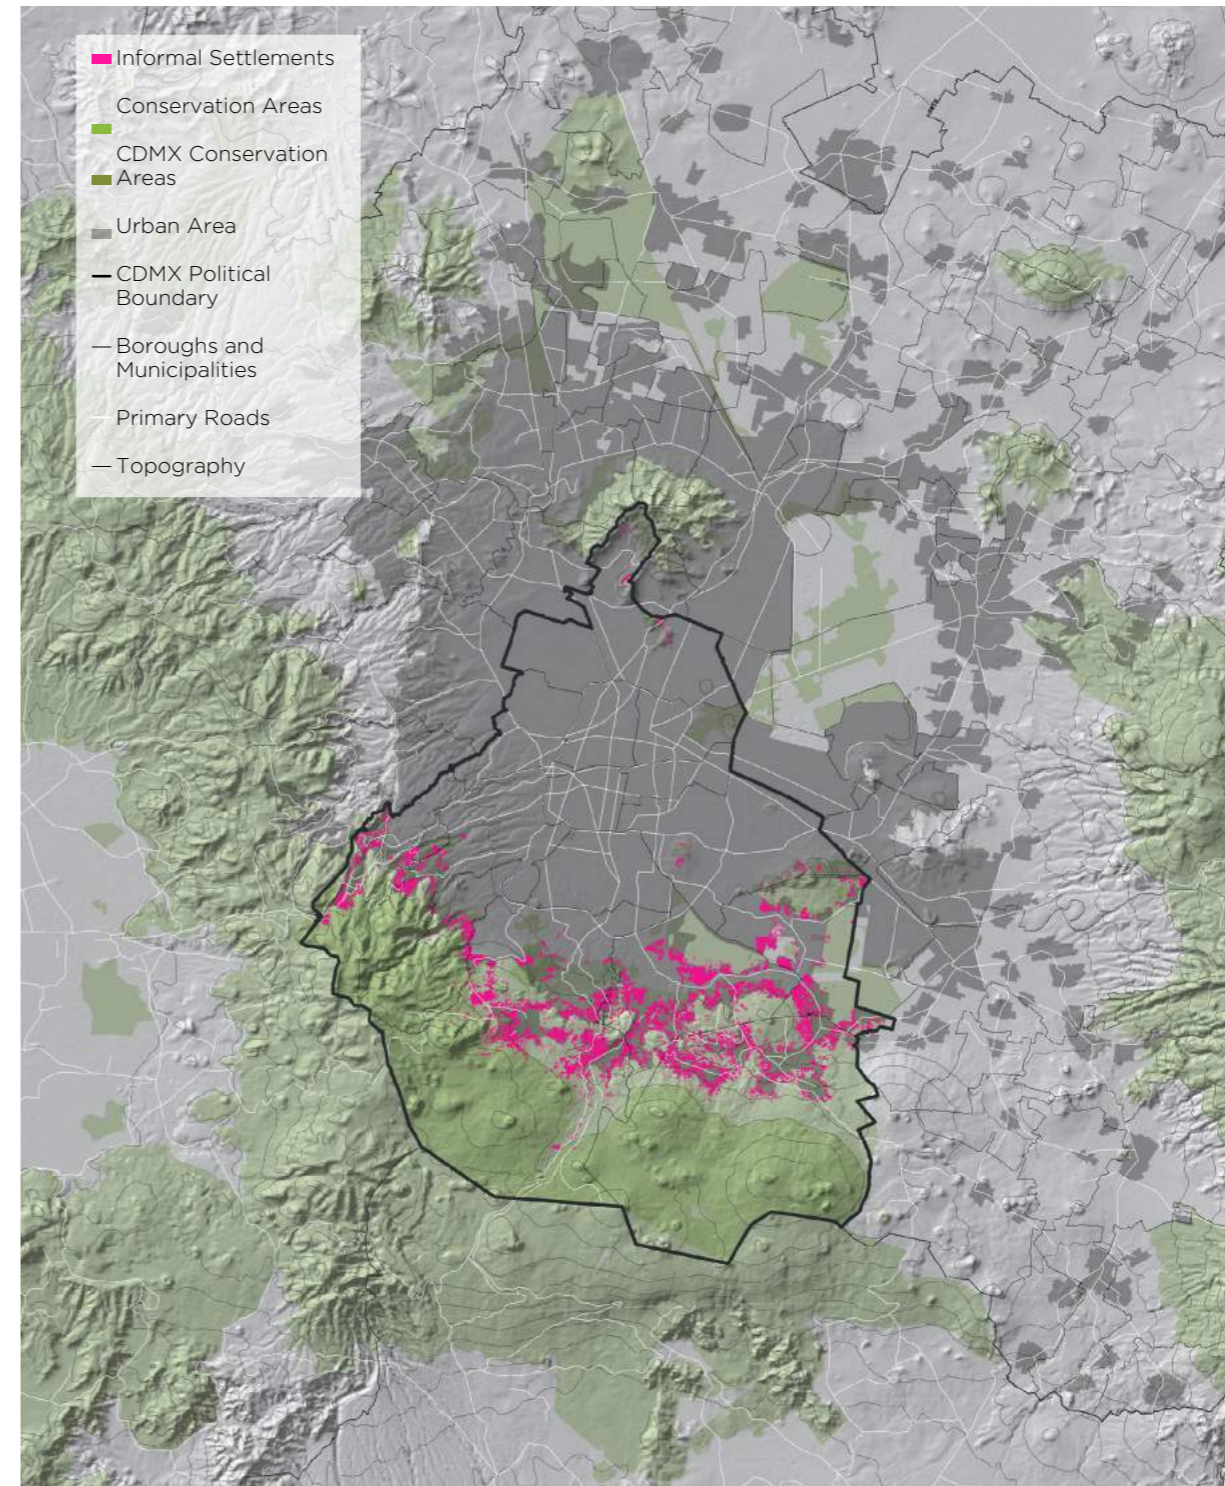 Informal Settlements
Conservation Areas
CDMX Conservation
Areas
Urban Area
CDMX Political
Boundary
Boroughs and
Municipalities
Primary Roads
Topography